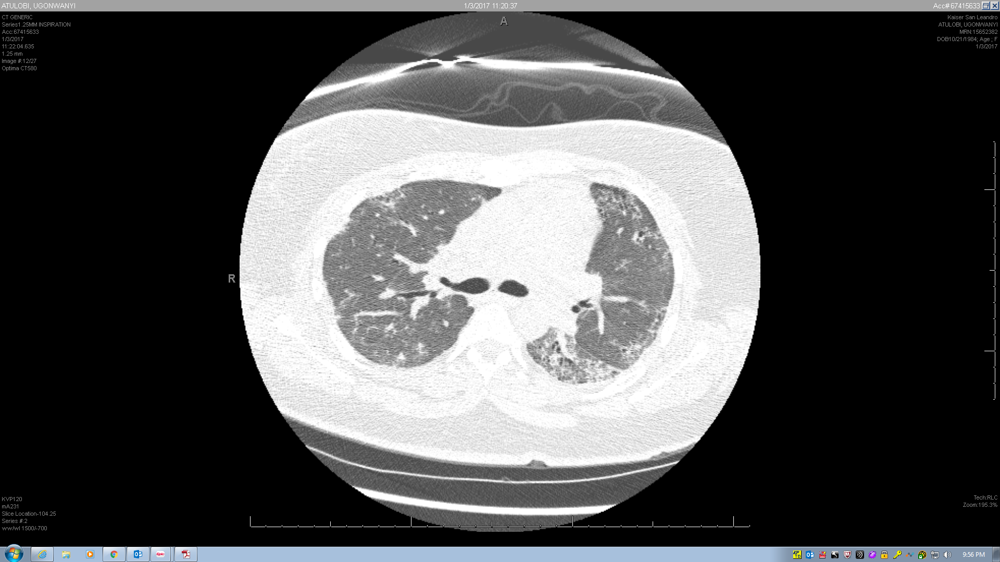 ATULOBI, UGONWANYI
1/3/2017 11:20:37
Acc#67415633
CT GENERIC
Series1.25MM INSPIRATION
Acc:67415633
1/3/2017
11:22:04.635
1.25 mm
Image #:12/27
Optima CT580
Kaiser San Leandro
ATULOBI, UGONWANYI
MRN:15652382
DOB10/21/1984; Age ; F
1/3/2017
A
R
KVP120
mA231
Slice Location-104.25
Series #:2
ww/wl 1500/-700
Tech:RLC
Zoom:195.3%
Epic
9:56 PM